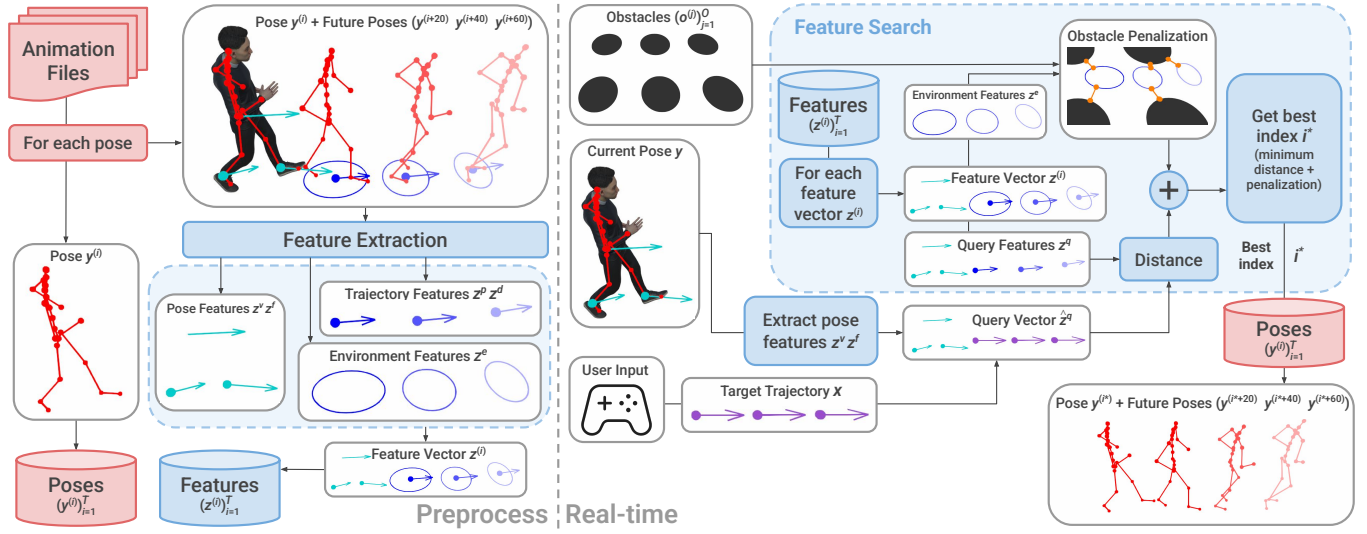 Animation
Files
For each pose
Pose y⁽ⁱ⁾ + Future Poses (y⁽ⁱ⁺²⁰⁾ y⁽ⁱ⁺⁴⁰⁾ y⁽ⁱ⁺⁶⁰⁾)
Feature Extraction
Pose y⁽ⁱ⁾
Pose Features zᵛ zᶠ
Trajectory Features zᵖ zᵈ
Environment Features zᵉ
Feature Vector z⁽ⁱ⁾
Poses
(y⁽ⁱ⁾)ᵀᵢ₌₁
Features
(z⁽ⁱ⁾)ᵀᵢ₌₁
Preprocess
Real-time
Obstacles (o⁽ʲ⁾)ᴼⱼ₌₁
Current Pose y
User Input
Target Trajectory x
Extract pose
features zᵛ zᶠ
Query Vector ẑ^q
Feature Search
Features
(z⁽ⁱ⁾)ᵀᵢ₌₁
For each
feature
vector z⁽ⁱ⁾
Environment Features zᵉ
Feature Vector z⁽ⁱ⁾
Query Features z^q
Obstacle Penalization
+
Distance
Get best
index i*
(minimum
distance +
penalization)
Best
index
i*
Poses
(y⁽ⁱ⁾)ᵀᵢ₌₁
Pose y⁽ⁱ*⁾ + Future Poses (y⁽ⁱ*⁺²⁰⁾ y⁽ⁱ*⁺⁴⁰⁾ y⁽ⁱ*⁺⁶⁰⁾)